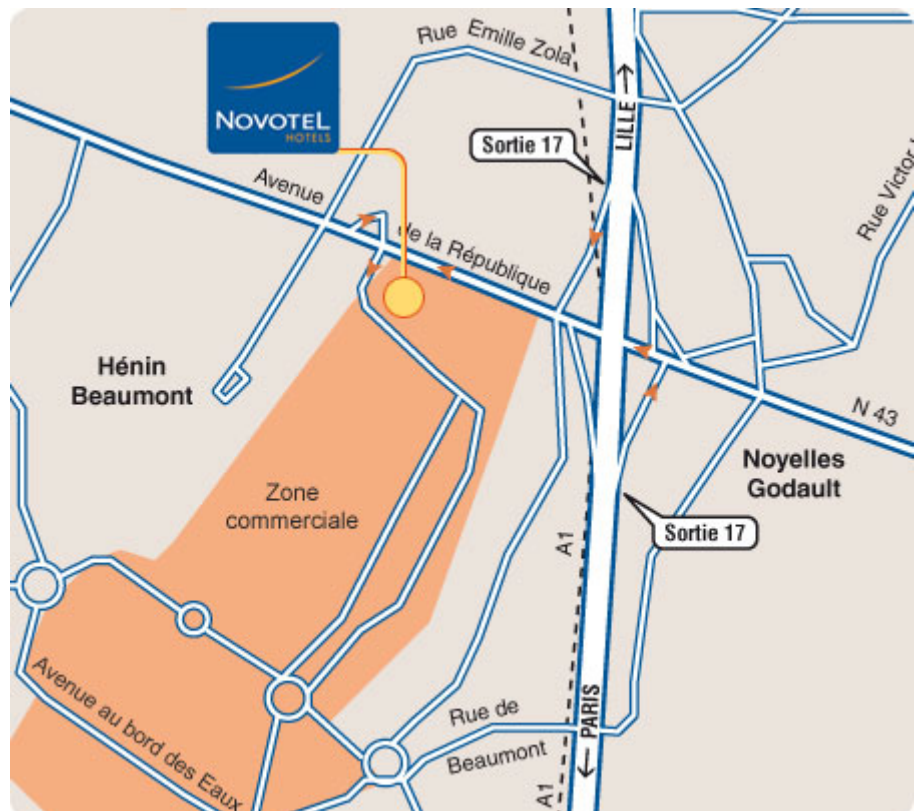 Rue Emille Zola
NOVOTEL
HOTELS
LILLE
Sortie 17
Avenue
de la République
Rue Victor
Hénin
Beaumont
N 43
Noyelles
Godault
Zone
commerciale
Sortie 17
A1
Avenue au bord des Eaux
Rue de
Beaumont
PARIS
A1